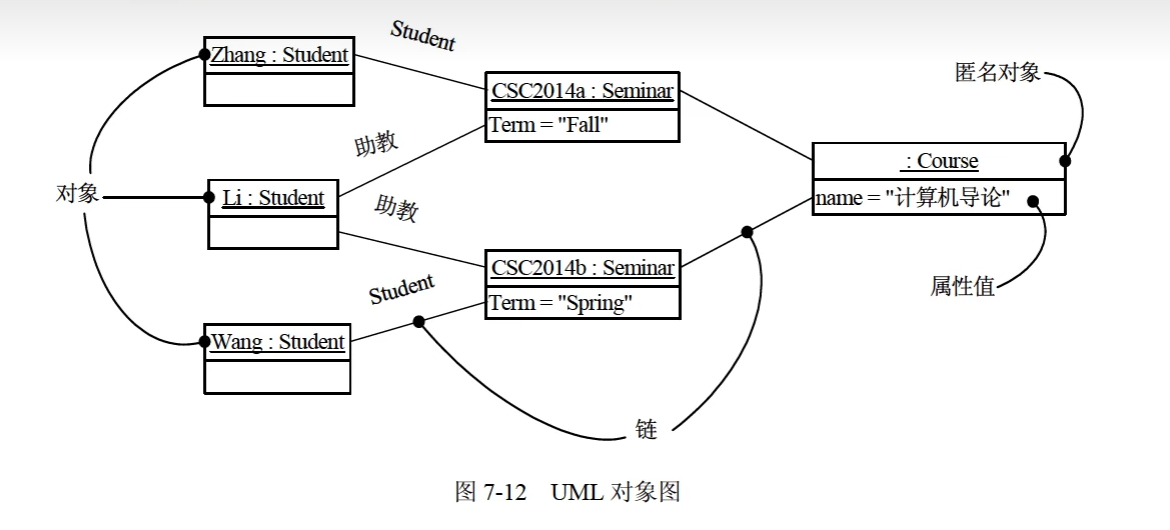 Student
Zhang : Student
匿名对象
CSC2014a : Seminar
Term = "Fall"
助教
: Course
name = "计算机导论"
对象
Li : Student
助教
CSC2014b : Seminar
Term = "Spring"
属性值
Student
Wang : Student
链
图 7-12 UML 对象图